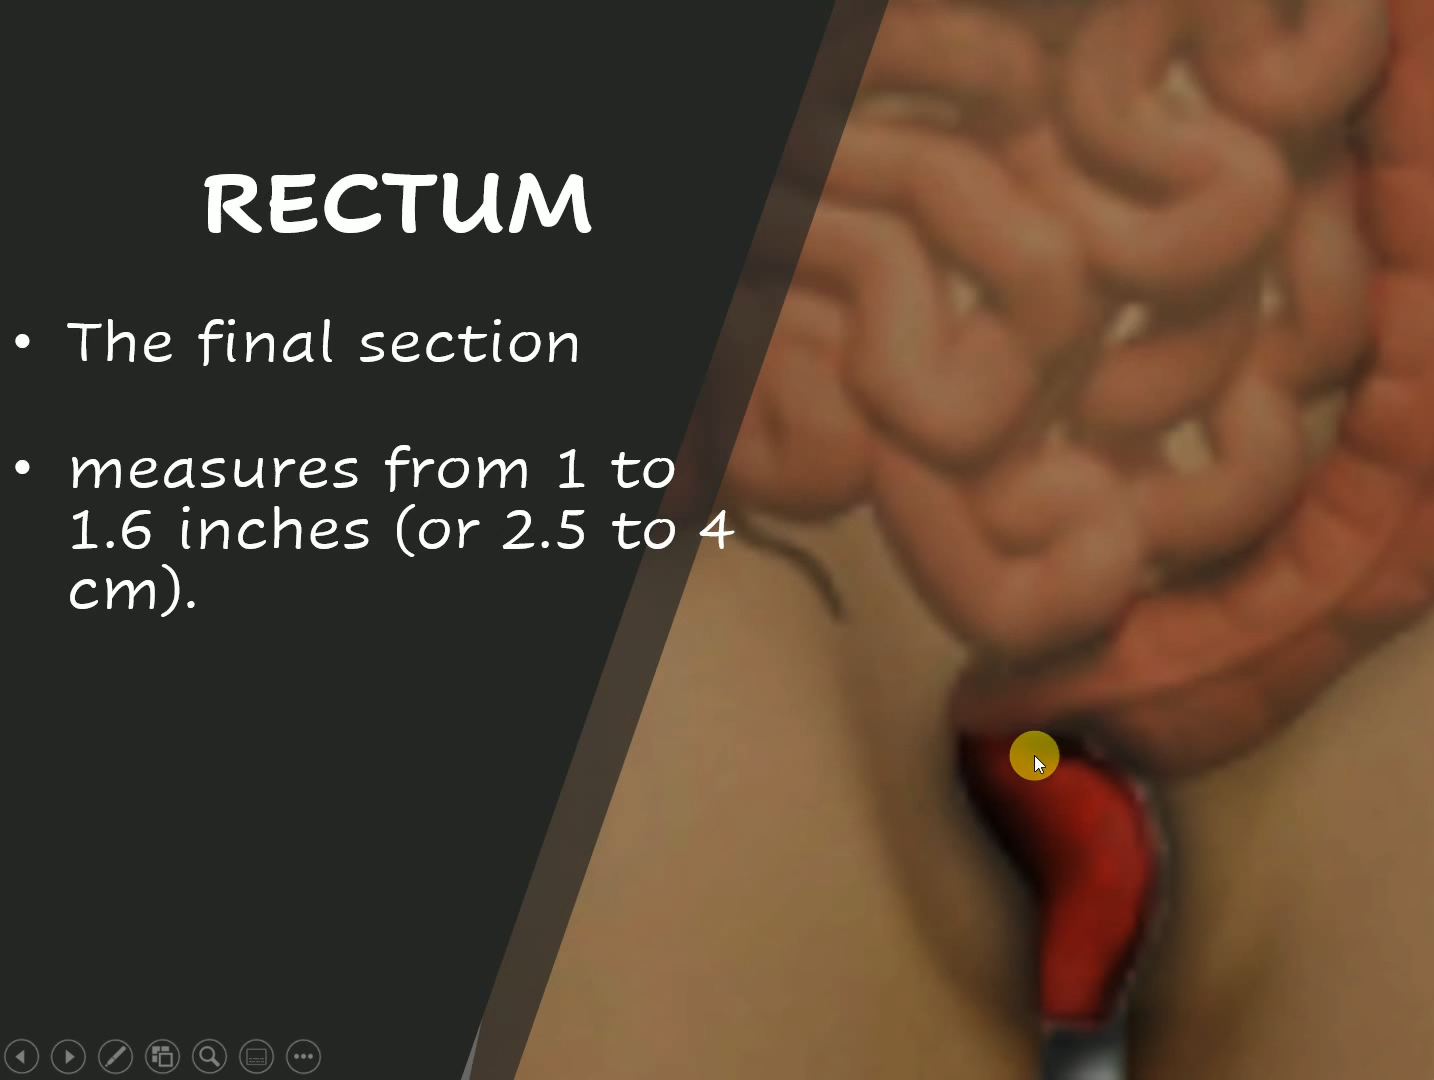 RECTUM
• The final section
• measures from 1 to
1.6 inches (or 2.5 to 4
cm).